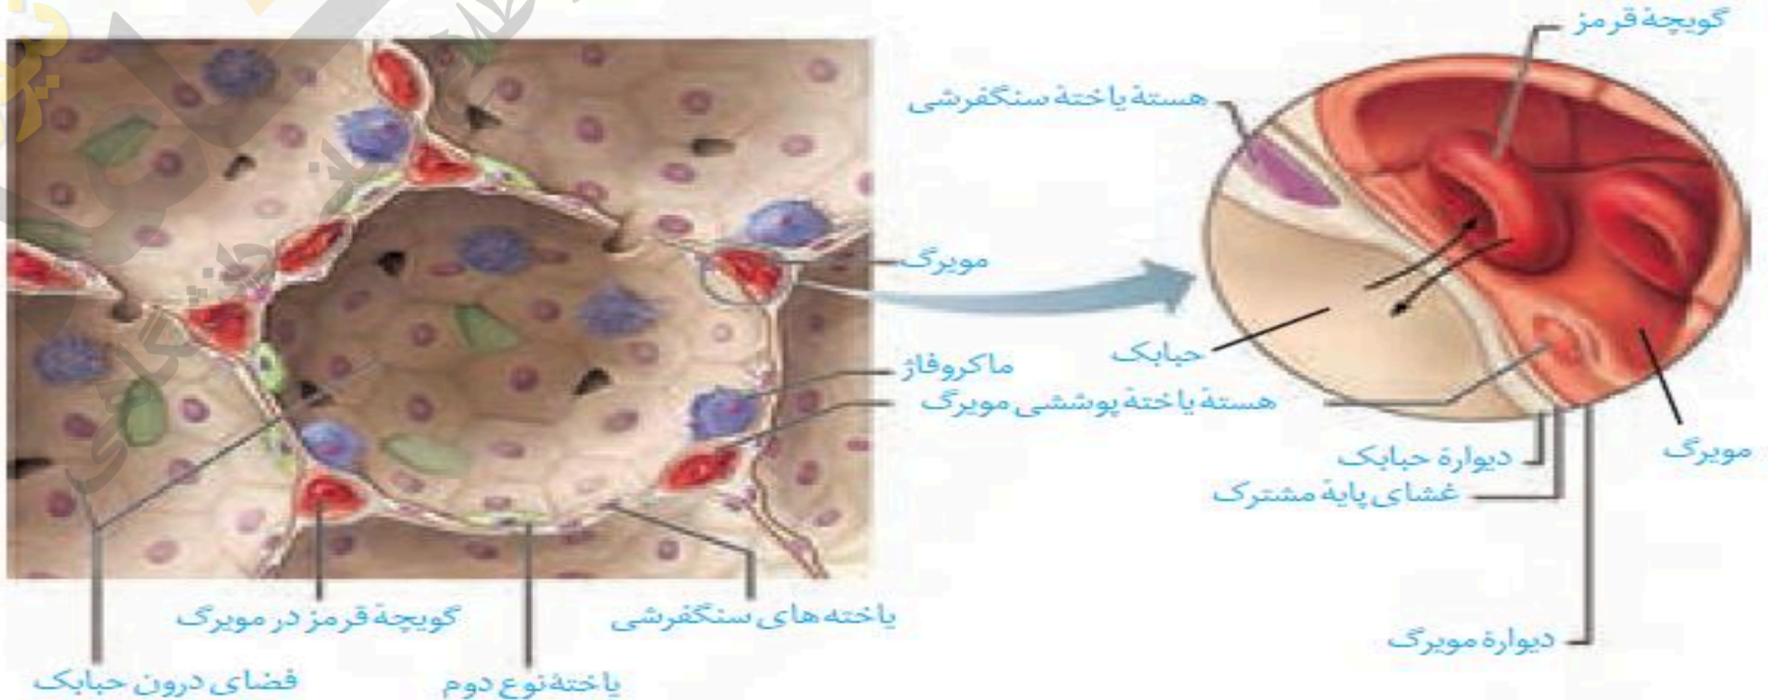 گویچهٔ قرمز
هستهٔ یاختهٔ سنگفرشی
مویرگ
حبابک
ماکروفاژ
هستهٔ یاختهٔ پوششی مویرگ
مویرگ
دیوارهٔ حبابک
غشای پایهٔ مشترک
یاخته‌های سنگفرشی
گویچهٔ قرمز در مویرگ
دیوارهٔ مویرگ
یاختهٔ نوع دوم
فضای درون حبابک